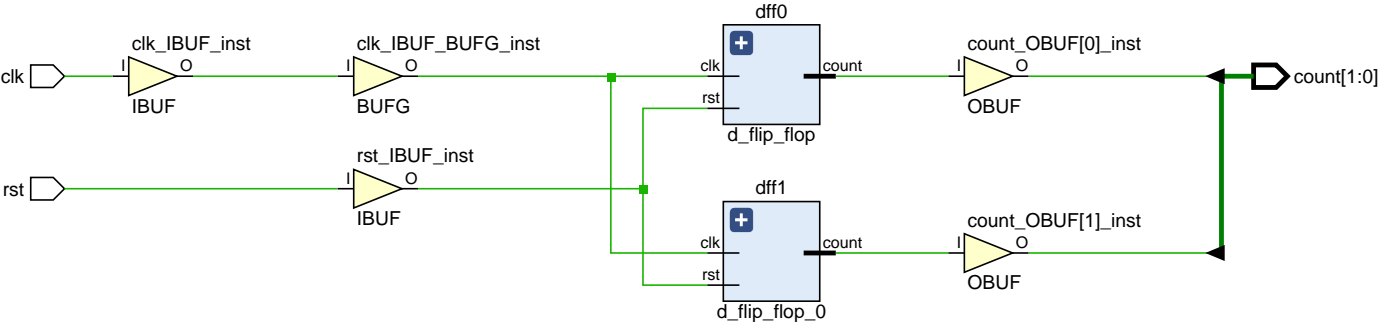 dff0
clk_IBUF_inst
clk_IBUF_BUFG_inst
count_OBUF[0]_inst
clk
I
O
I
O
clk
count
I
O
count[1:0]
IBUF
BUFG
rst
OBUF
d_flip_flop
rst_IBUF_inst
rst
I
O
dff1
IBUF
count_OBUF[1]_inst
clk
count
I
O
rst
OBUF
d_flip_flop_0